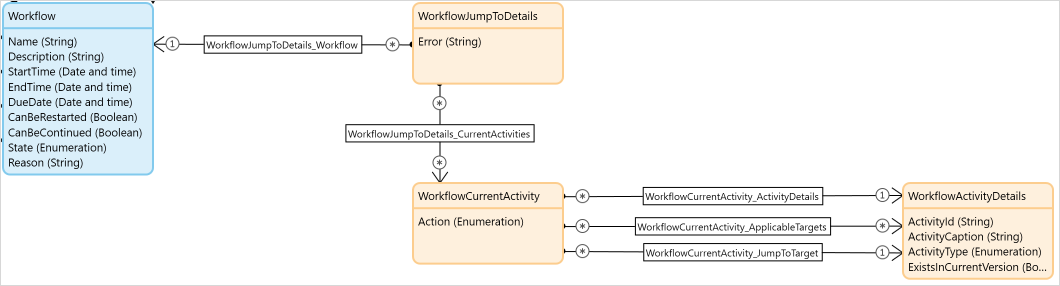 Workflow
Name (String)
Description (String)
StartTime (Date and time)
EndTime (Date and time)
DueDate (Date and time)
CanBeRestarted (Boolean)
CanBeContinued (Boolean)
State (Enumeration)
Reason (String)
1
WorkflowJumpToDetails_Workflow
*
WorkflowJumpToDetails
Error (String)
*
WorkflowJumpToDetails_CurrentActivities
*
WorkflowCurrentActivity
Action (Enumeration)
*
WorkflowCurrentActivity_ActivityDetails
1
*
WorkflowCurrentActivity_ApplicableTargets
*
*
WorkflowCurrentActivity_JumpToTarget
1
WorkflowActivityDetails
ActivityId (String)
ActivityCaption (String)
ActivityType (Enumeration)
ExistsInCurrentVersion (Bo...